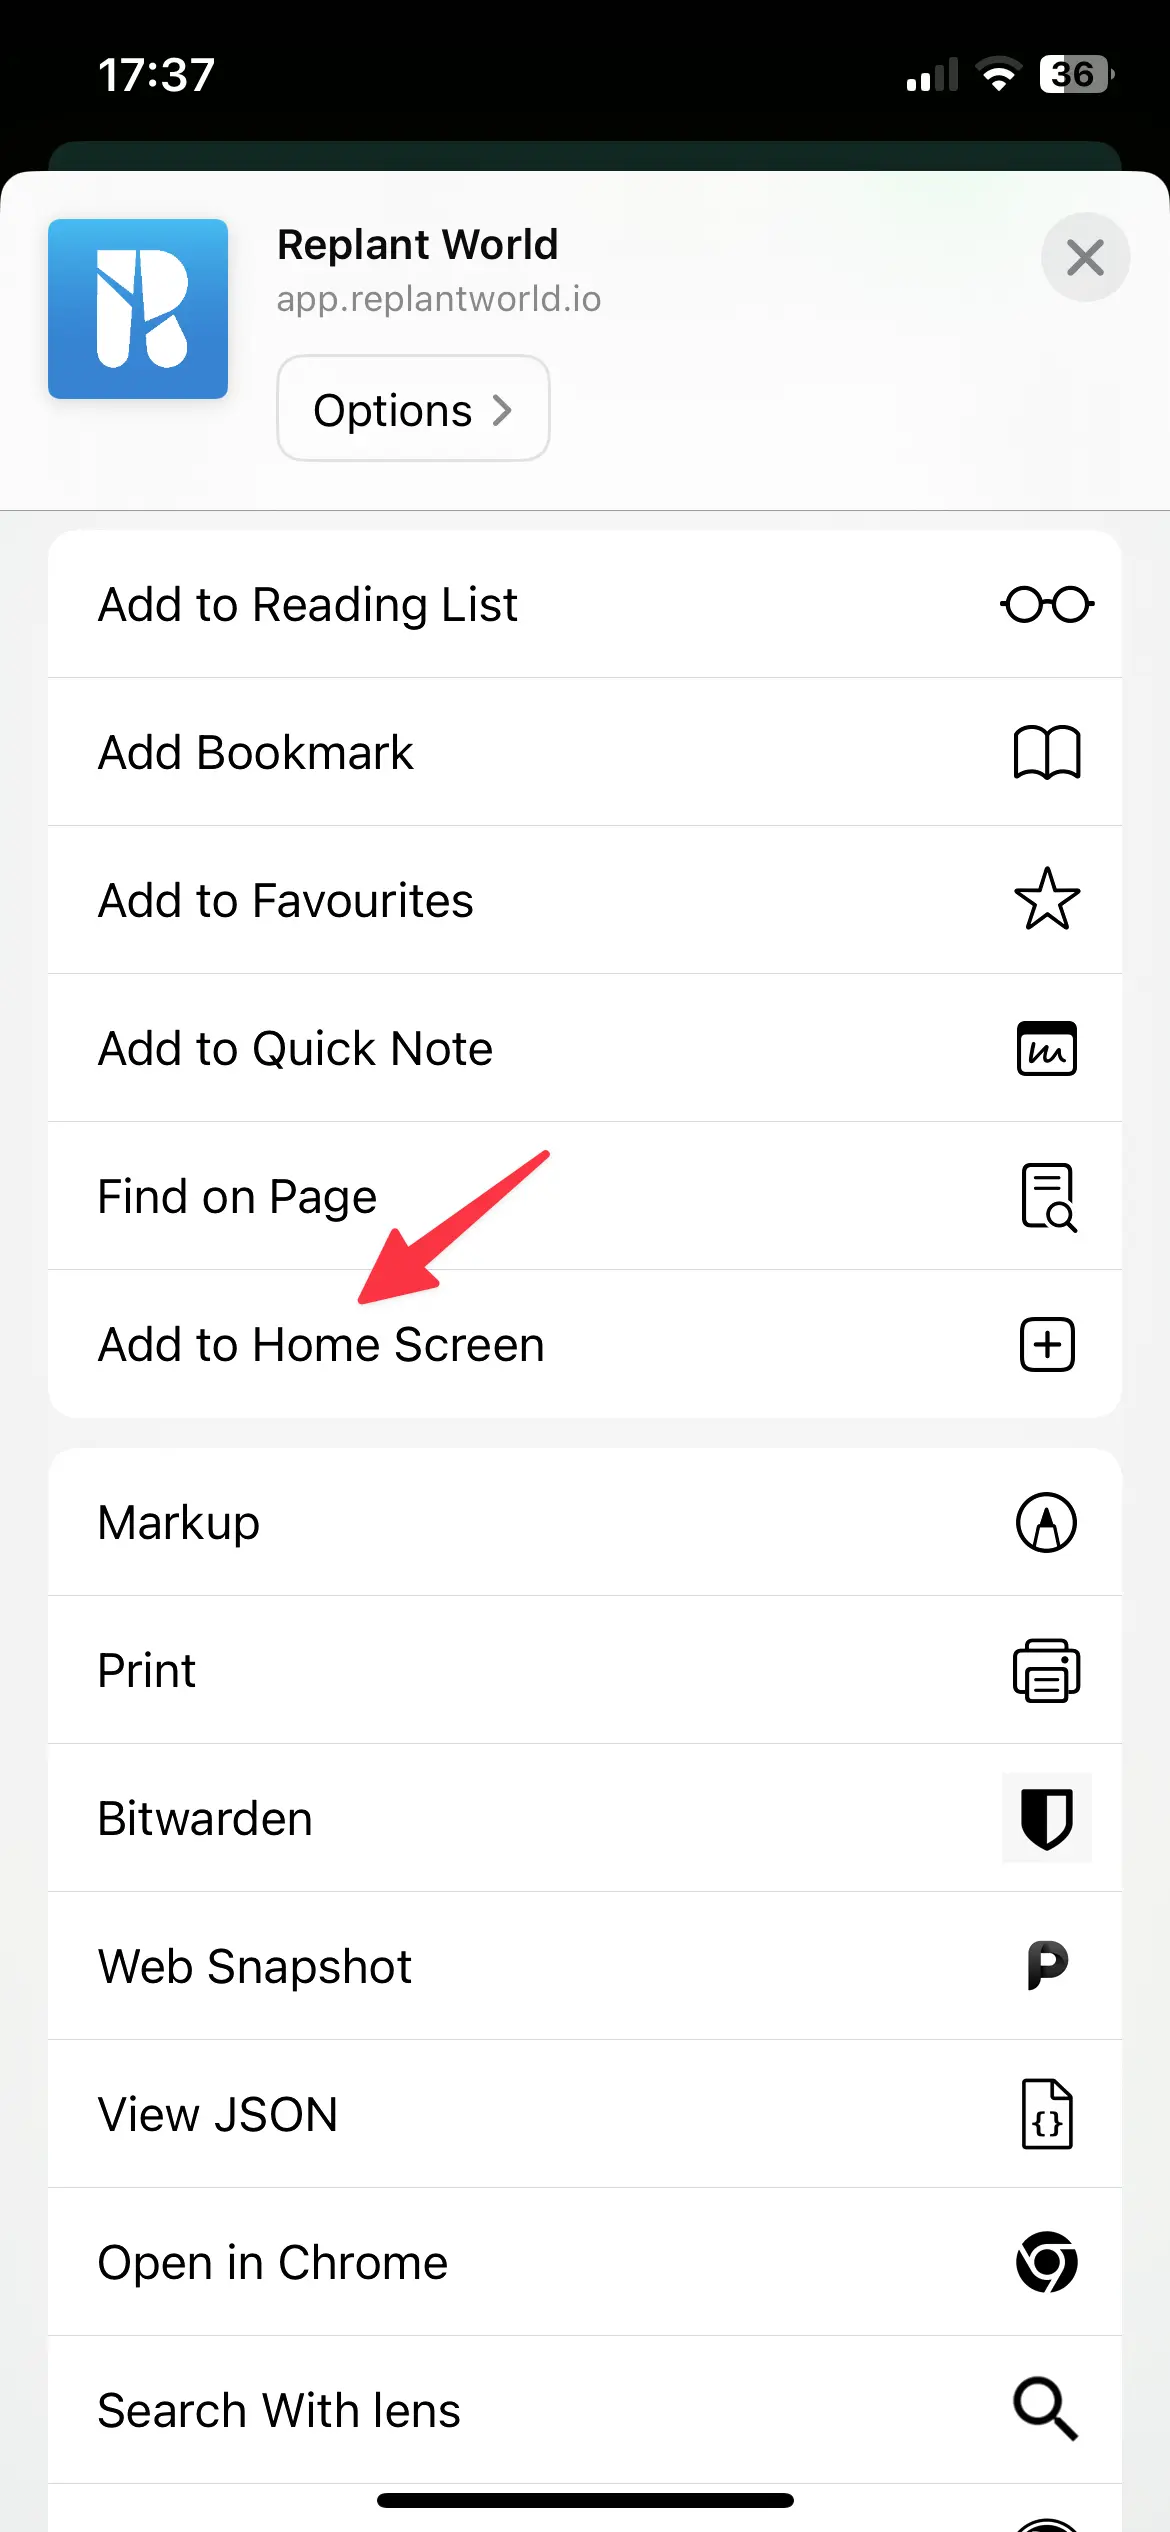 17:37
36
Replant World
app.replantworld.io
Options
Add to Reading List
Add Bookmark
Add to Favourites
Add to Quick Note
Find on Page
Add to Home Screen
Markup
Print
Bitwarden
Web Snapshot
View JSON
Open in Chrome
Search With lens